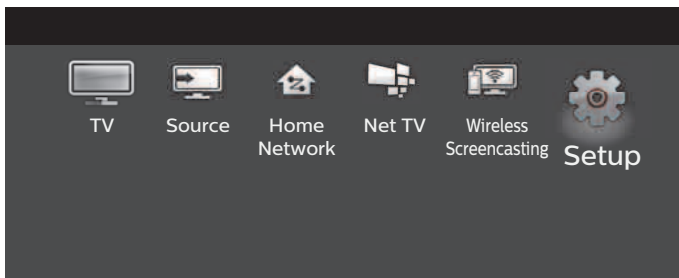 TV
Source
Home
Network
Net TV
Wireless
Screencasting
Setup